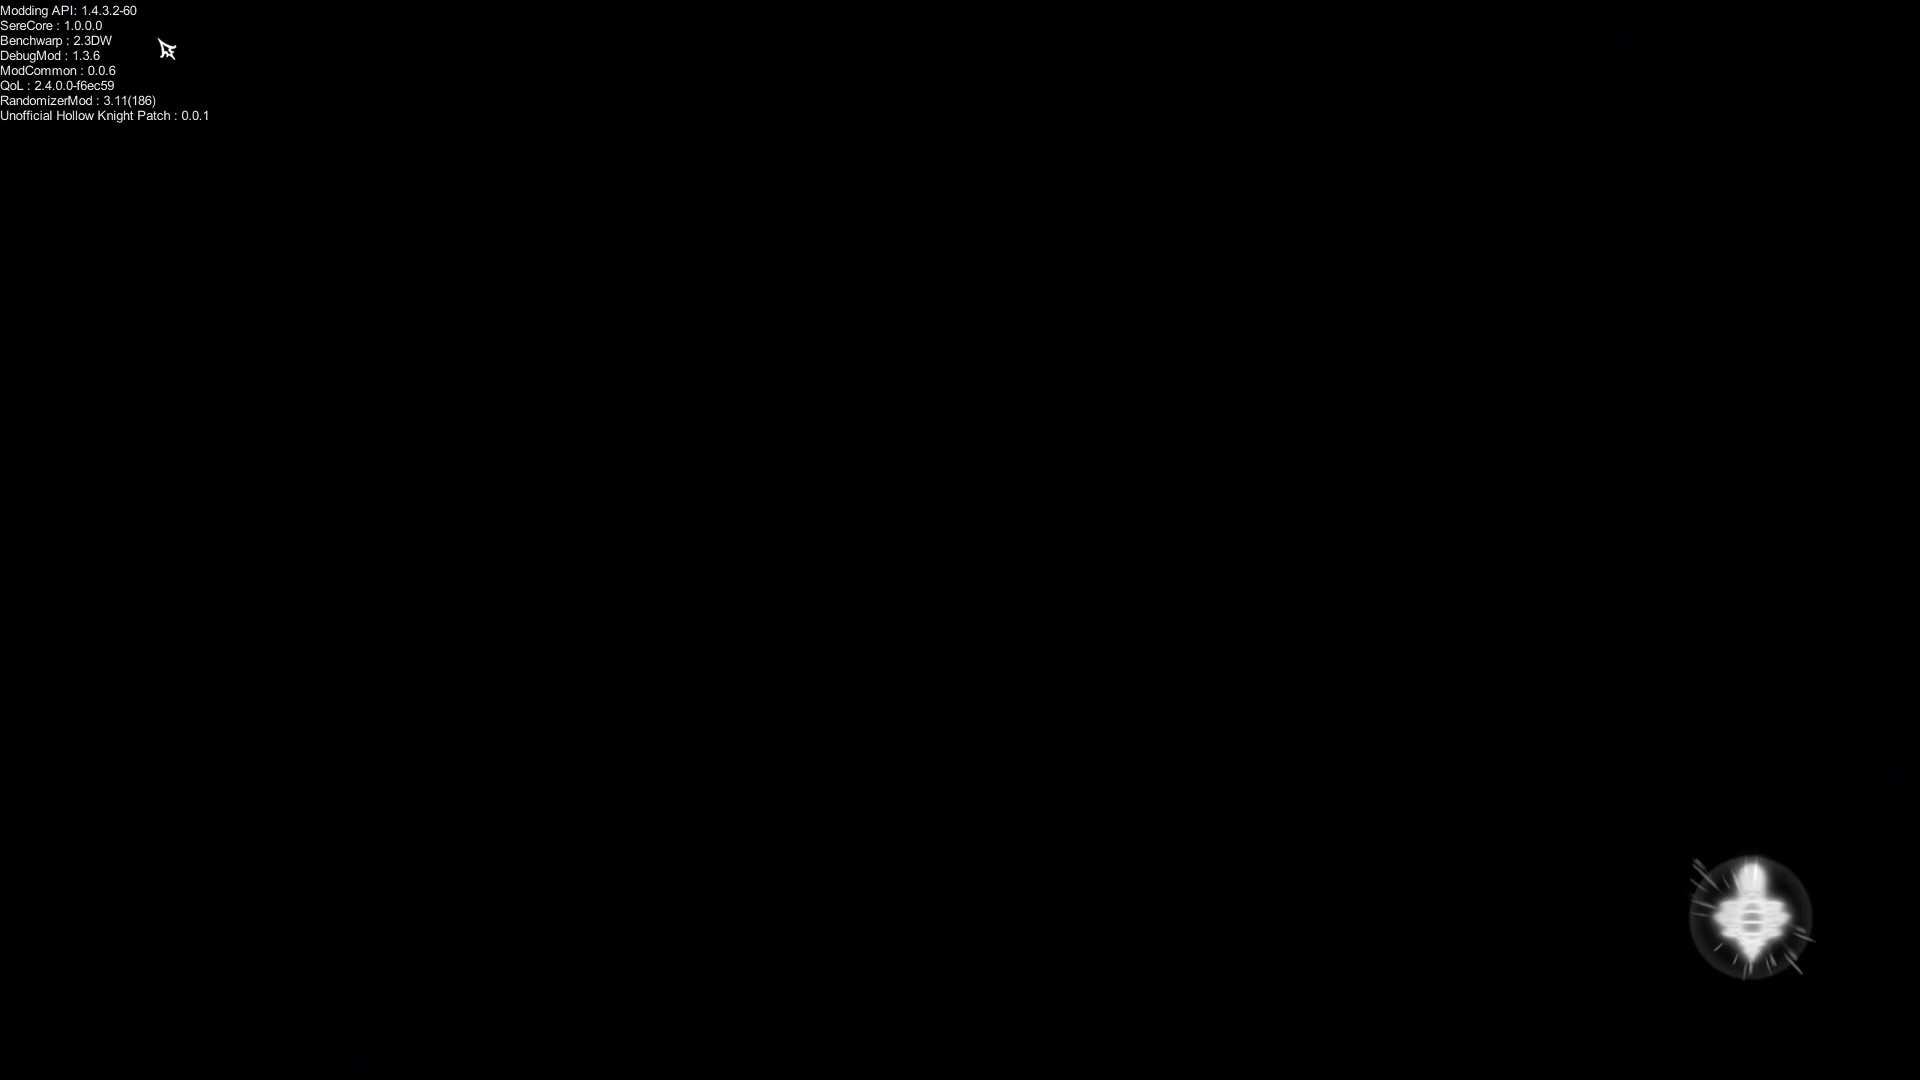 Modding API: 1.4.3.2-60
SereCore : 1.0.0.0
Benchwarp : 2.3DW
DebugMod : 1.3.6
ModCommon : 0.0.6
QoL : 2.4.0.0-f6ec59
RandomizerMod : 3.11(186)
Unofficial Hollow Knight Patch : 0.0.1